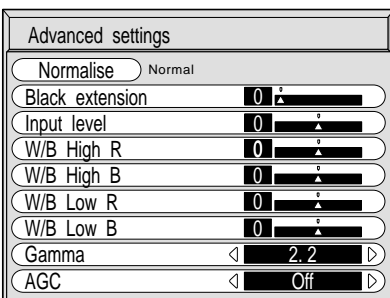 Advanced settings
Normalise Normal
Black extension 0
Input level 0
W/B High R 0
W/B High B 0
W/B Low R 0
W/B Low B 0
Gamma 2.2
AGC Off